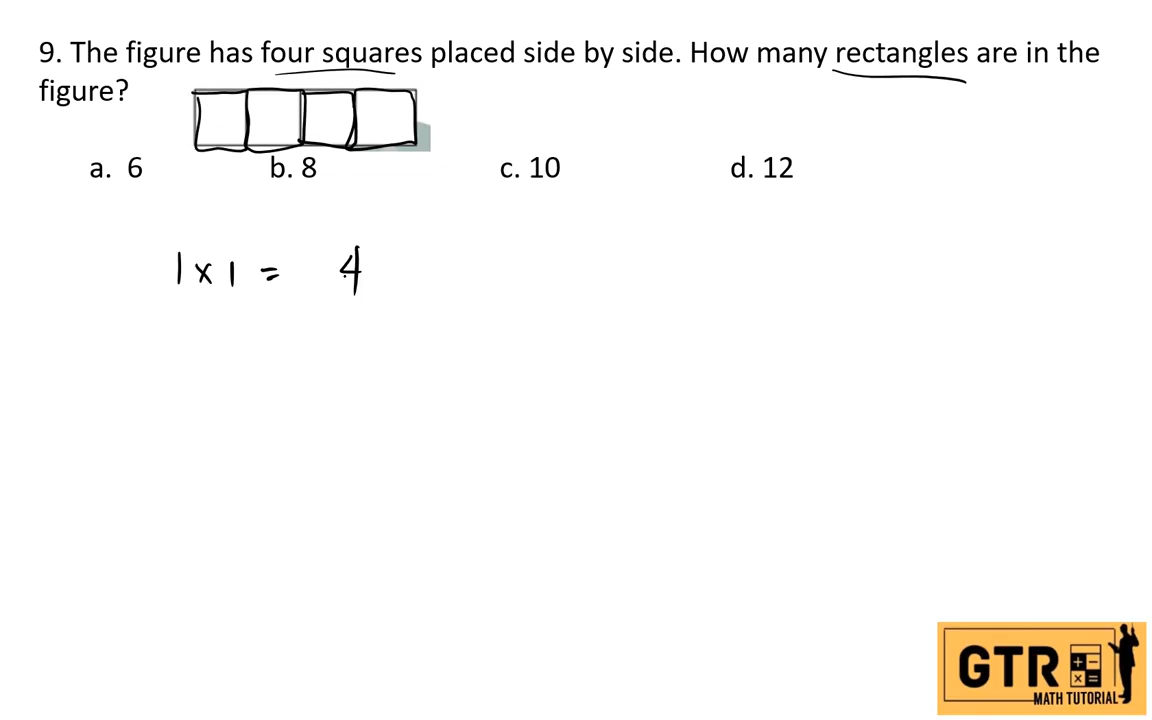 9. The figure has four squares placed side by side. How many rectangles are in the
figure?
a. 6 b. 8 c. 10 d. 12
1 x 1 = 4
GTR
MATH TUTORIAL